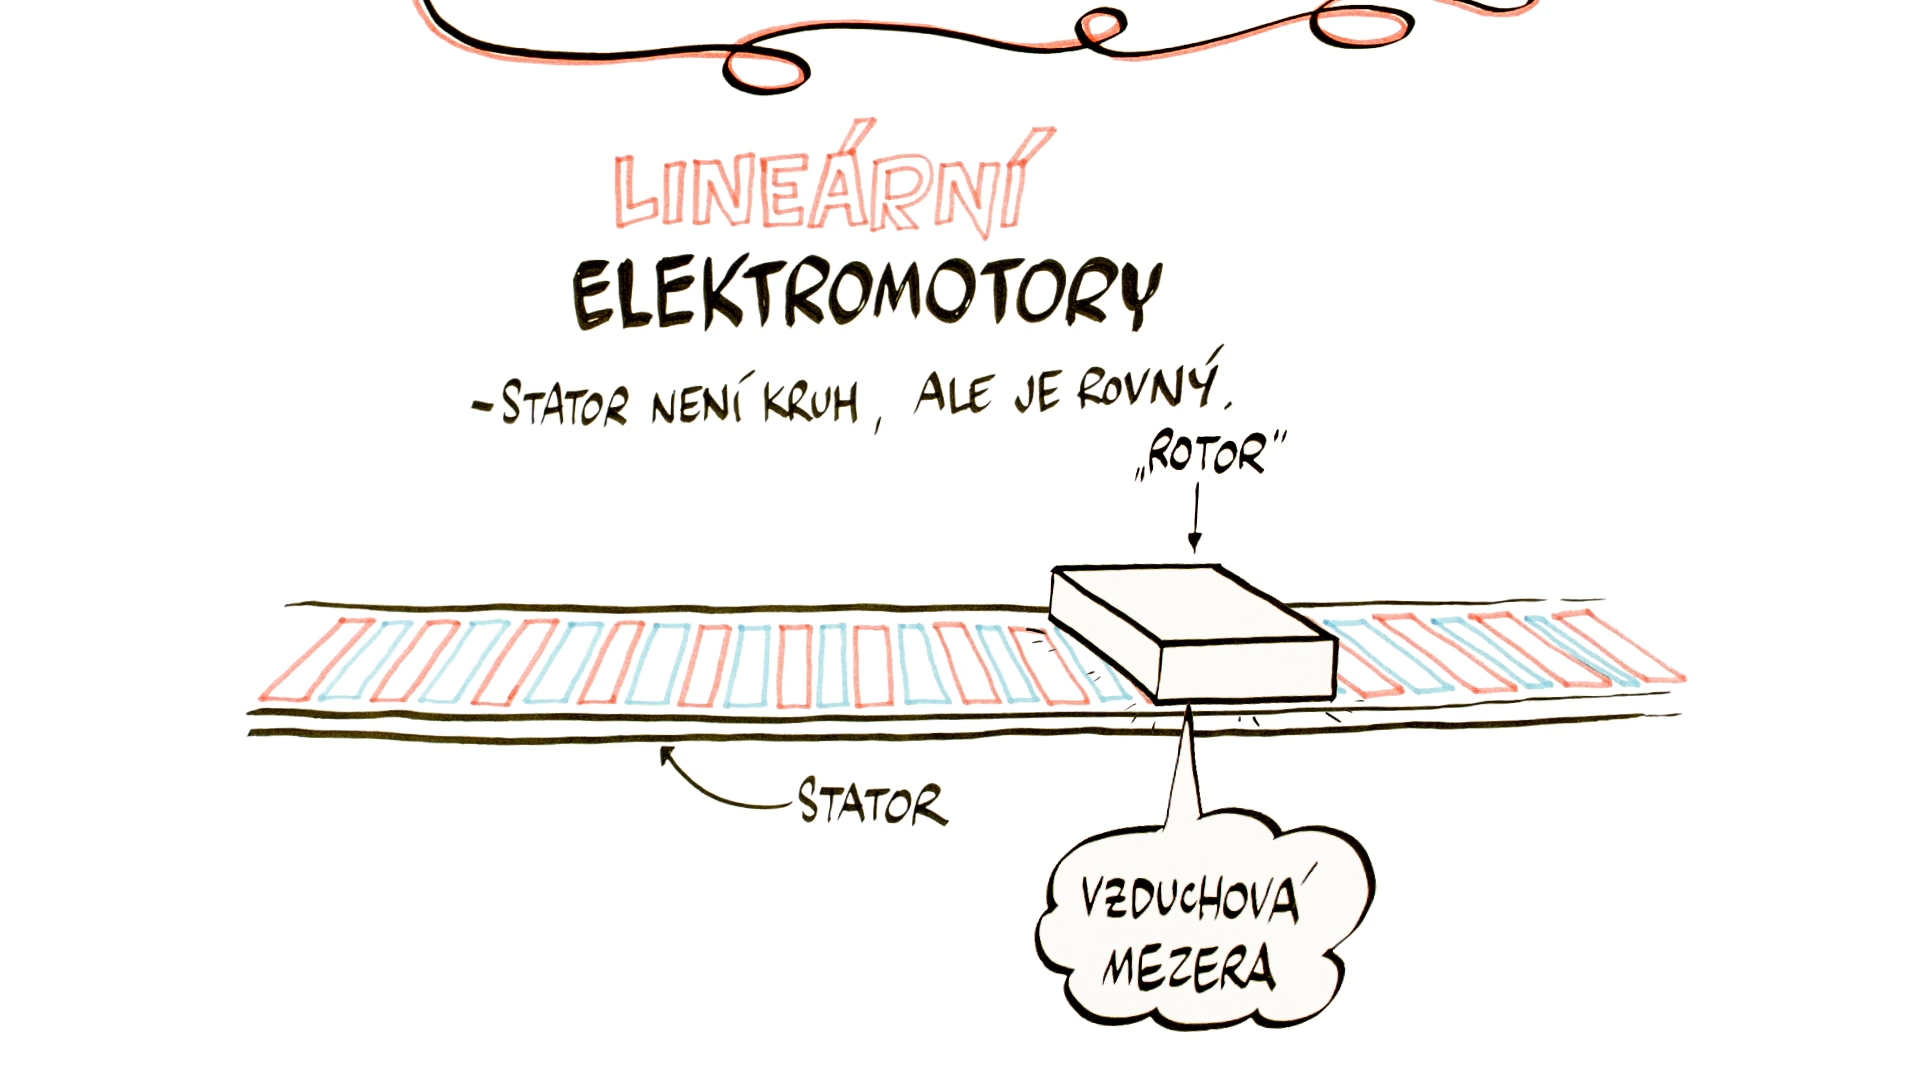 LINEÁRNÍ
ELEKTROMOTORY
-STATOR NENÍ KRUH, ALE JE ROVNÝ.
„ROTOR”
STATOR
VZDUCHOVÁ
MEZERA